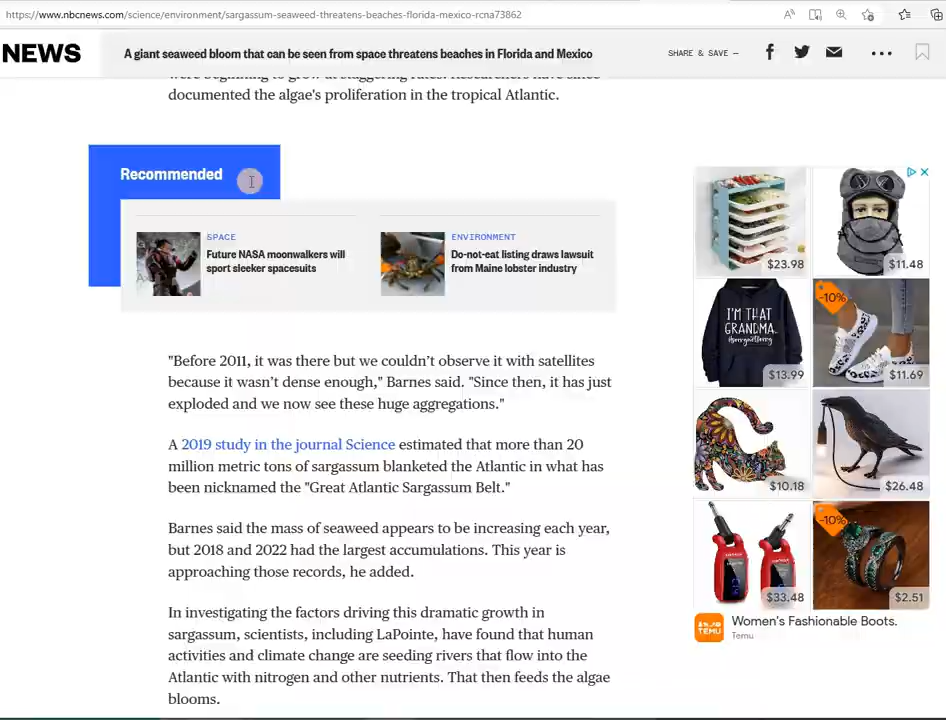 https://www.nbcnews.com/science/environment/sargassum-seaweed-threatens-beaches-florida-mexico-rcna73862
NEWS
A giant seaweed bloom that can be seen from space threatens beaches in Florida and Mexico
SHARE & SAVE —
were beginning to grow at staggering rates. Researchers have since
documented the algae's proliferation in the tropical Atlantic.
Recommended
SPACE
Future NASA moonwalkers will
sport sleeker spacesuits
ENVIRONMENT
Do-not-eat listing draws lawsuit
from Maine lobster industry
"Before 2011, it was there but we couldn't observe it with satellites
because it wasn't dense enough," Barnes said. "Since then, it has just
exploded and we now see these huge aggregations."
A 2019 study in the journal Science estimated that more than 20
million metric tons of sargassum blanketed the Atlantic in what has
been nicknamed the "Great Atlantic Sargassum Belt."
Barnes said the mass of seaweed appears to be increasing each year,
but 2018 and 2022 had the largest accumulations. This year is
approaching those records, he added.
In investigating the factors driving this dramatic growth in
sargassum, scientists, including LaPointe, have found that human
activities and climate change are seeding rivers that flow into the
Atlantic with nitrogen and other nutrients. That then feeds the algae
blooms.
$23.98
$11.48
I'M THAT
GRANDMA.
$13.99
-10%
$11.69
$10.18
$26.48
$33.48
-10%
$2.51
TEMU
Women's Fashionable Boots.
Temu